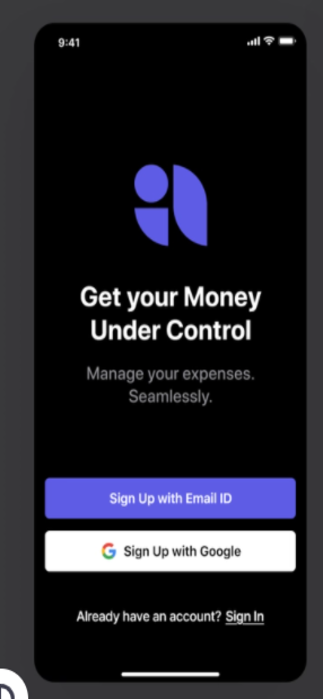 9:41
Get your Money
Under Control
Manage your expenses.
Seamlessly.
Sign Up with Email ID
Sign Up with Google
Already have an account? Sign In